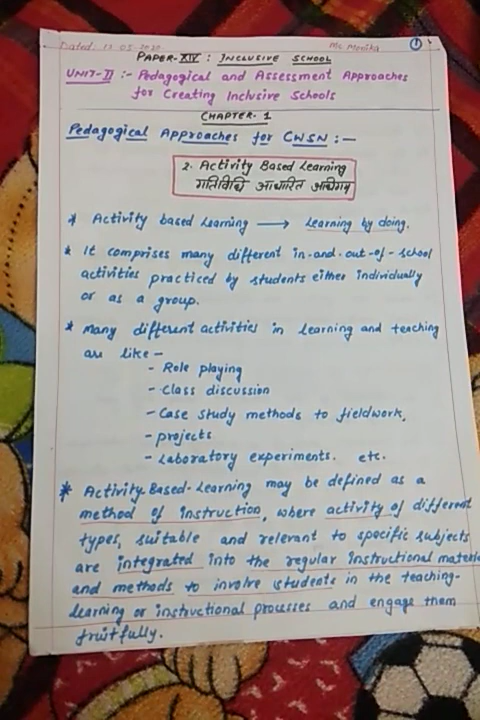 Dated 12.05.2020
Ms. Monika
1
PAPER-XIV : INCLUSIVE SCHOOL
UNIT-II :- Pedagogical and Assessment Approaches
for Creating Inclusive Schools
CHAPTER. 1
Pedagogical Approaches for CWSN :-
2. Activity Based Learning
गतिविधि आधारित अधिगम
* Activity based learning → Learning by doing.
* It comprises many different in-and-out-of-school
activities practiced by students either individually
or as a group.
* Many different activities in learning and teaching
are like -
- Role playing
- Class discussion
- Case study methods to fieldwork,
- projects
- Laboratory experiments. etc.
* Activity Based-Learning may be defined as a
method of instruction, where activity of different
types, suitable and relevant to specific subjects
are integrated into the regular instructional materi
and methods to involve students in the teaching-
learning or instructional processes and engage them
fruitfully.